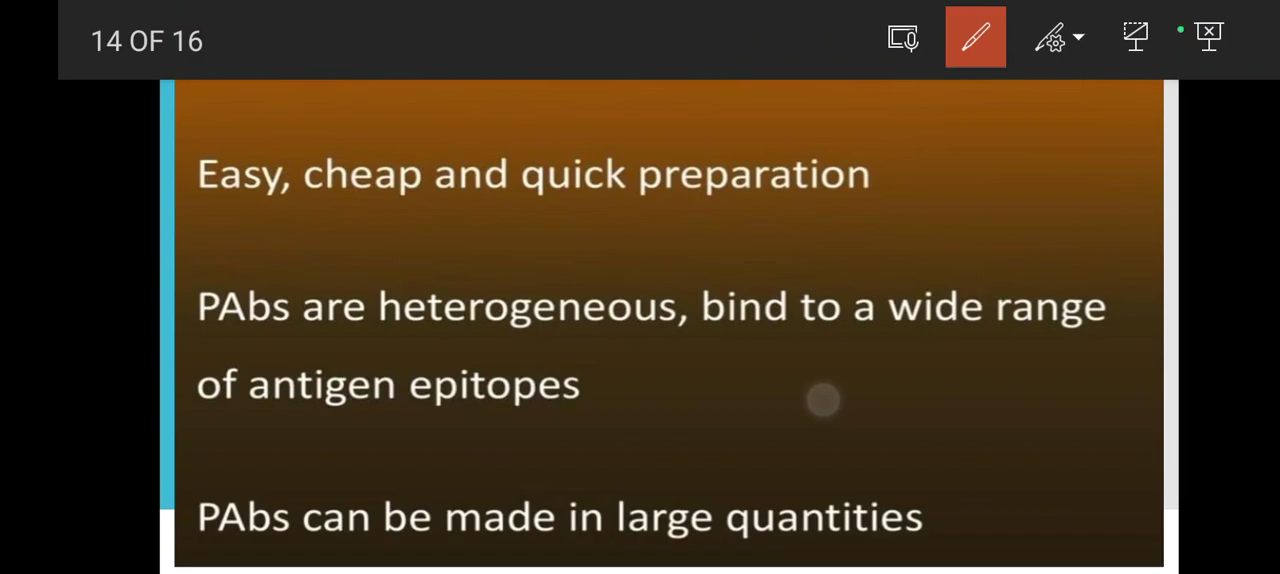 14 OF 16
Easy, cheap and quick preparation
PAbs are heterogeneous, bind to a wide range
of antigen epitopes
PAbs can be made in large quantities